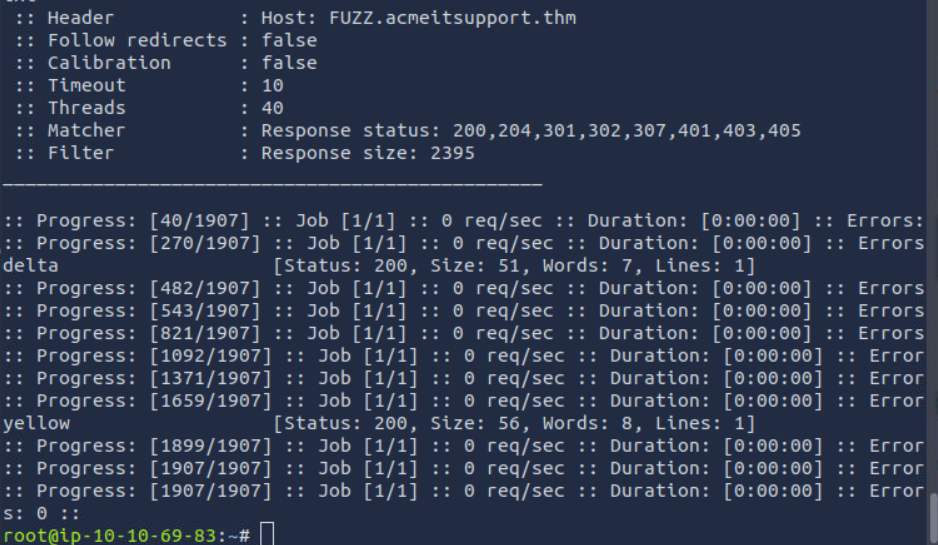 :: Header           : Host: FUZZ.acmeitsupport.thm
:: Follow redirects : false
:: Calibration      : false
:: Timeout          : 10
:: Threads          : 40
:: Matcher          : Response status: 200,204,301,302,307,401,403,405
:: Filter           : Response size: 2395
________________________________________________
:: Progress: [40/1907] :: Job [1/1] :: 0 req/sec :: Duration: [0:00:00] :: Errors:
:: Progress: [270/1907] :: Job [1/1] :: 0 req/sec :: Duration: [0:00:00] :: Errors
delta                   [Status: 200, Size: 51, Words: 7, Lines: 1]
:: Progress: [482/1907] :: Job [1/1] :: 0 req/sec :: Duration: [0:00:00] :: Errors
:: Progress: [543/1907] :: Job [1/1] :: 0 req/sec :: Duration: [0:00:00] :: Errors
:: Progress: [821/1907] :: Job [1/1] :: 0 req/sec :: Duration: [0:00:00] :: Errors
:: Progress: [1092/1907] :: Job [1/1] :: 0 req/sec :: Duration: [0:00:00] :: Error
:: Progress: [1371/1907] :: Job [1/1] :: 0 req/sec :: Duration: [0:00:00] :: Error
:: Progress: [1659/1907] :: Job [1/1] :: 0 req/sec :: Duration: [0:00:00] :: Error
yellow                  [Status: 200, Size: 56, Words: 8, Lines: 1]
:: Progress: [1899/1907] :: Job [1/1] :: 0 req/sec :: Duration: [0:00:00] :: Error
:: Progress: [1907/1907] :: Job [1/1] :: 0 req/sec :: Duration: [0:00:00] :: Error
:: Progress: [1907/1907] :: Job [1/1] :: 0 req/sec :: Duration: [0:00:00] :: Error
s: 0 ::
root@ip-10-10-69-83:~#